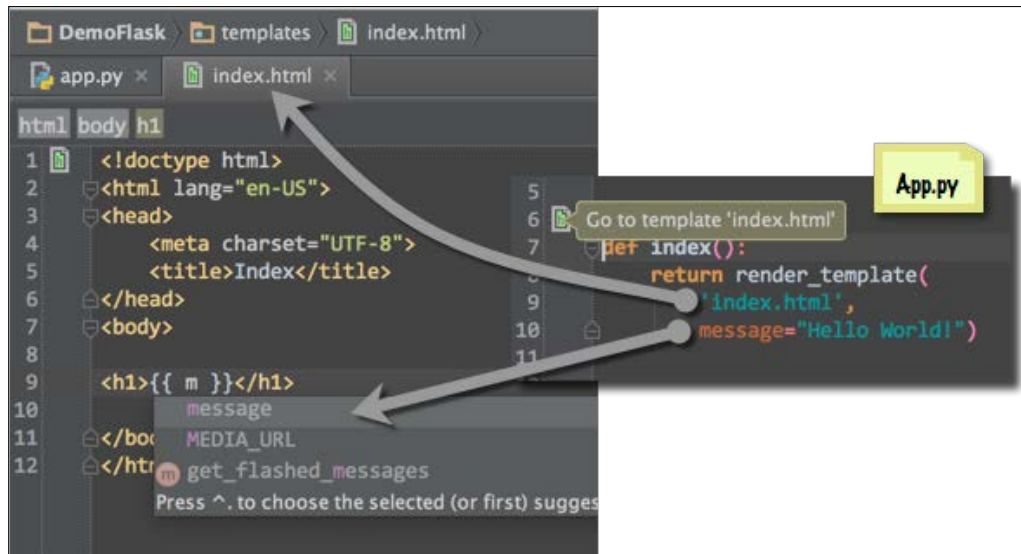 DemoFlask templates index.html
app.py × index.html ×
html body h1
1 <!doctype html>
2 <html lang="en-US">
3 <head>
4 <meta charset="UTF-8">
5 <title>Index</title>
6 </head>
7 <body>
8
9 <h1>{{ m }}</h1>
10
11 </bod
12 </htm
message
MEDIA_URL
m get_flashed_messages
Press ^. to choose the selected (or first) sugges
App.py
5
6 Go to template 'index.html'
7 def index():
return render_template(
9 'index.html',
10 message="Hello World!")
11